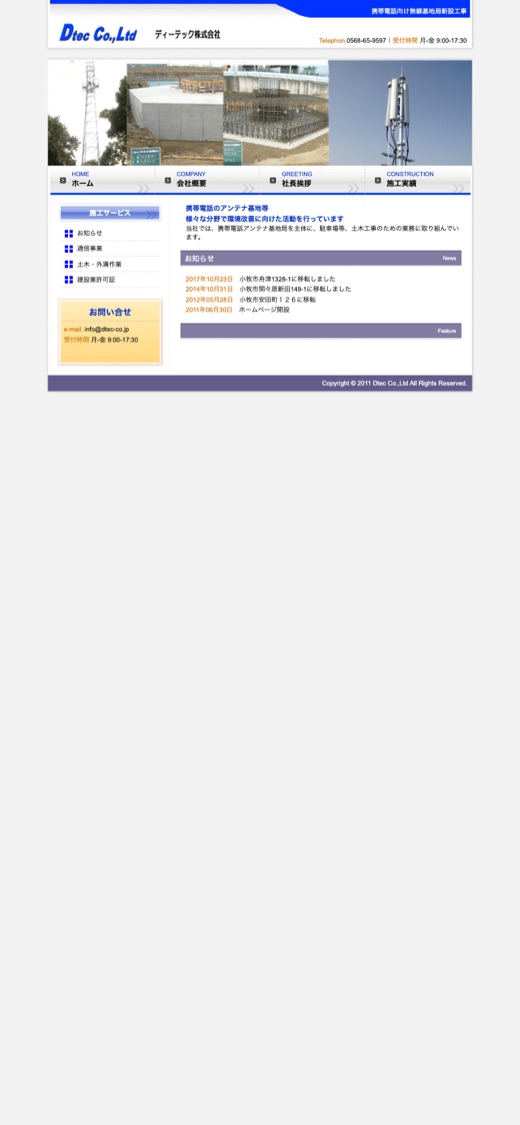 携帯電話向け無線基地局新設工事
Dtec Co.,Ltd ディーテック株式会社
Telephon.0568-65-9597｜受付時間 月-金 9:00-17:30
HOME
ホーム
COMPANY
会社概要
GREETING
社長挨拶
CONSTRUCTION
施工実績
施工サービス
お知らせ
通信事業
土木・外溝作業
建設業許可証
お問い合せ
e-mail. info@dtec-co.jp
受付時間 月-金 9:00-17:30
携帯電話のアンテナ基地等
様々な分野で環境改善に向けた活動を行っています
当社では、携帯電話アンテナ基地局を主体に、駐車場等、土木工事のための業務に取り組んでい
ます。
お知らせ News
2017年10月23日 小牧市舟津1328-1に移転しました
2014年10月31日 小牧市間々原新田149-1に移転しました
2012年05月28日 小牧市安田町１２６に移転
2011年06月30日 ホームページ開設
Feature
Copyright © 2011 Dtec Co.,Ltd All Rights Reserved.